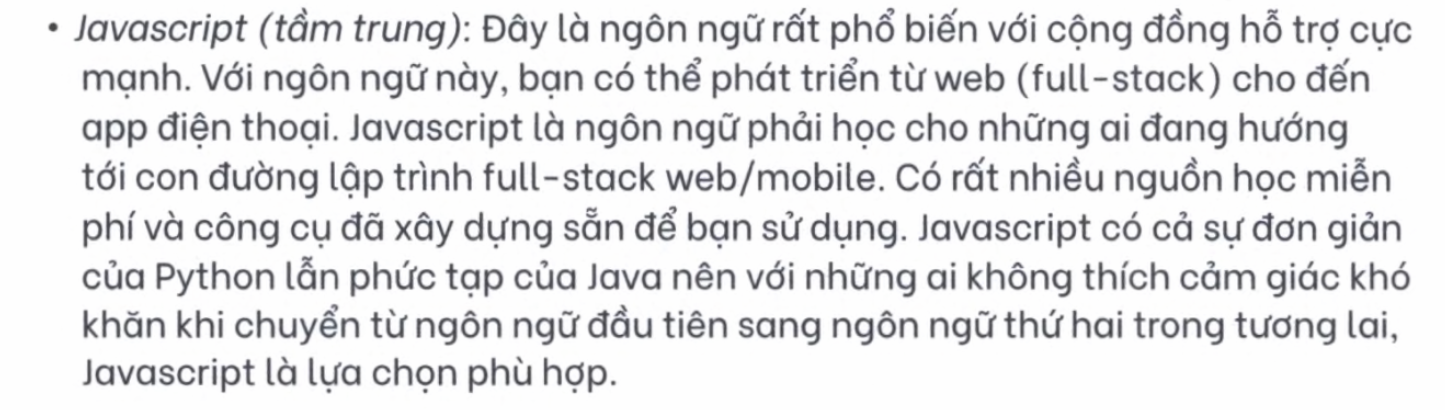 • Javascript (tầm trung): Đây là ngôn ngữ rất phổ biến với cộng đồng hỗ trợ cực
mạnh. Với ngôn ngữ này, bạn có thể phát triển từ web (full-stack) cho đến
app điện thoại. Javascript là ngôn ngữ phải học cho những ai đang hướng
tới con đường lập trình full-stack web/mobile. Có rất nhiều nguồn học miễn
phí và công cụ đã xây dựng sẵn để bạn sử dụng. Javascript có cả sự đơn giản
của Python lẫn phức tạp của Java nên với những ai không thích cảm giác khó
khăn khi chuyển từ ngôn ngữ đầu tiên sang ngôn ngữ thứ hai trong tương lai,
Javascript là lựa chọn phù hợp.